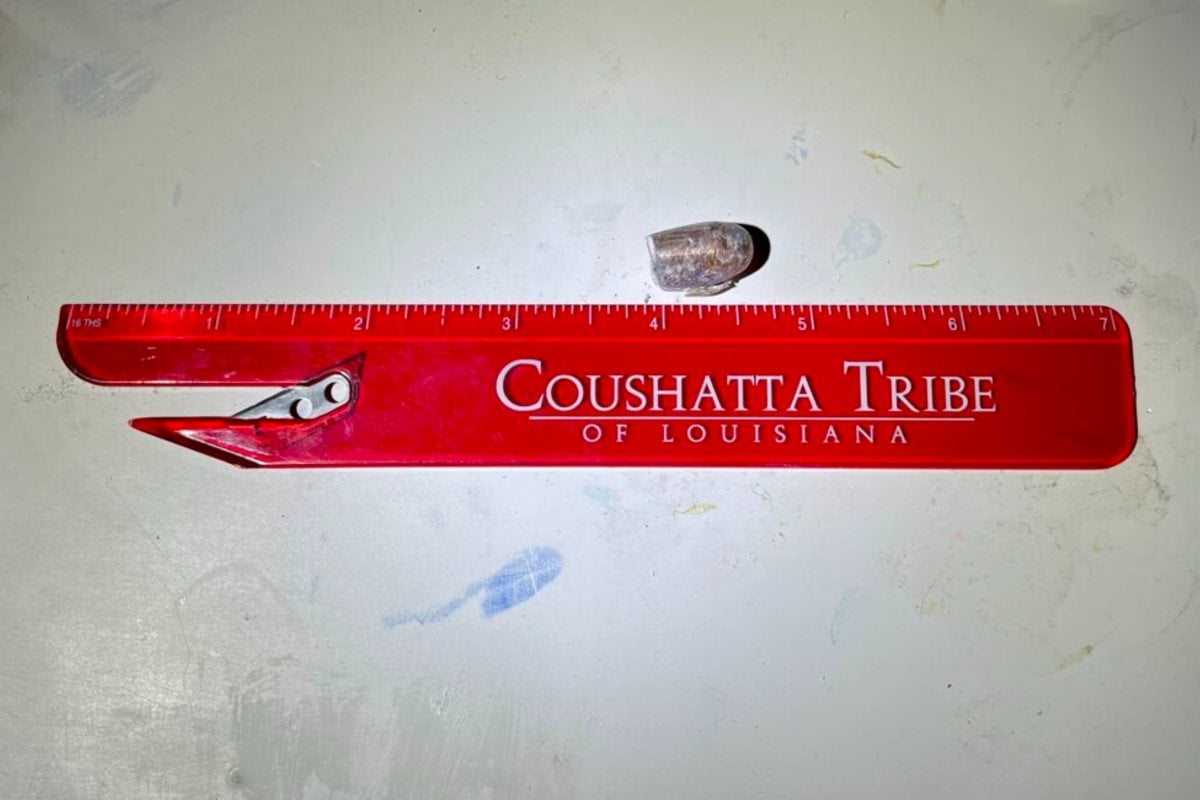 16 THS 1 2 3 4 5 6 7
COUSHATTA TRIBE
OF LOUISIANA